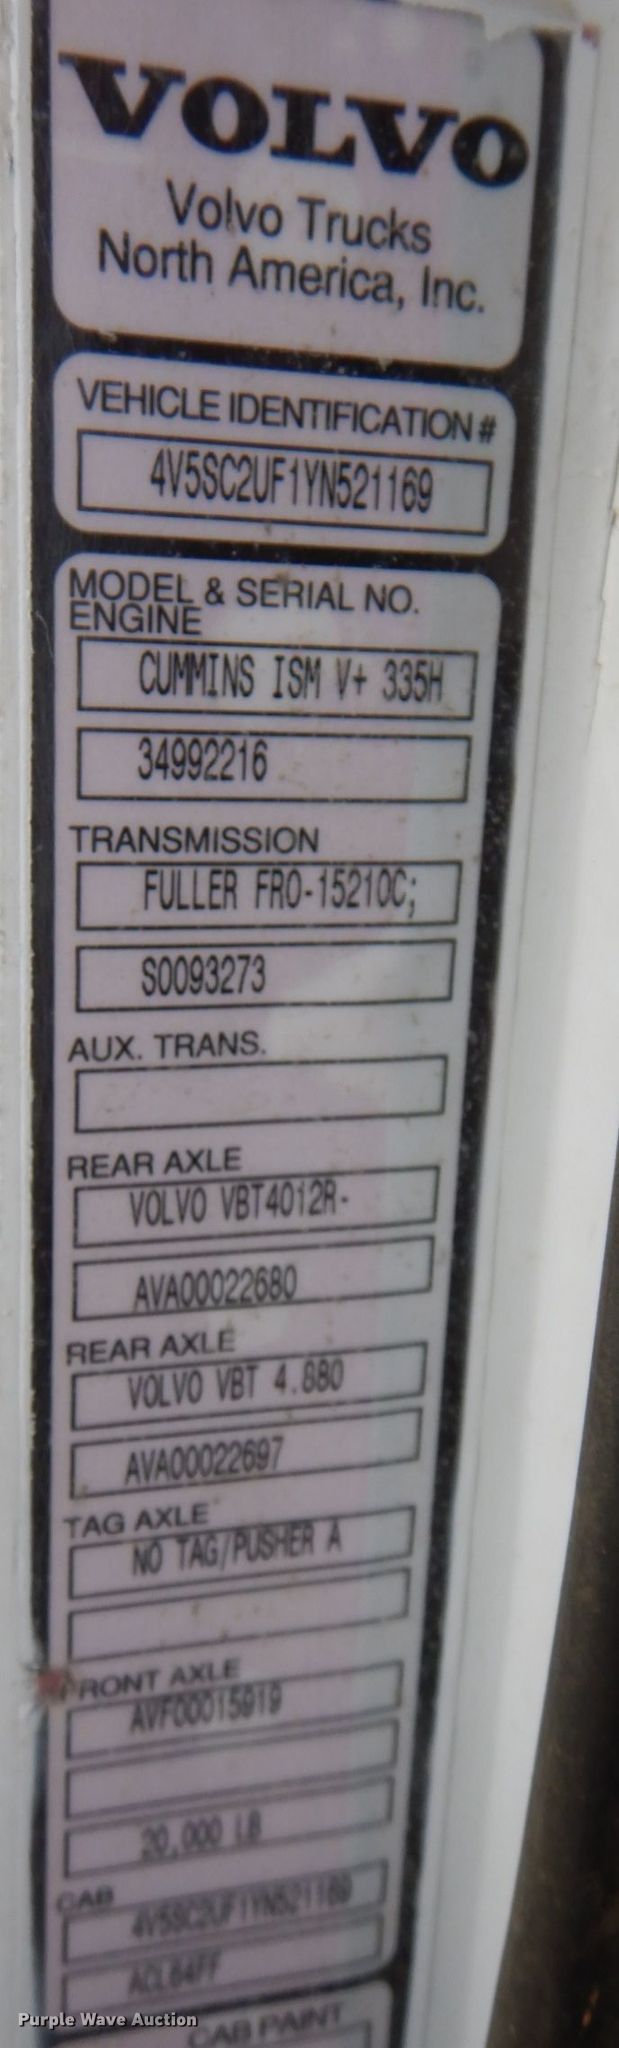 VOLVO
Volvo Trucks
North America, Inc.
VEHICLE IDENTIFICATION #
4V5SC2UF1YN521169
MODEL & SERIAL NO.
ENGINE
CUMMINS ISM V+ 335H
34992216
TRANSMISSION
FULLER FRO-15210C;
S0093273
AUX. TRANS.
REAR AXLE
VOLVO VBT4012R-
AVA00022680
REAR AXLE
VOLVO VBT 4.880
AVA00022697
TAG AXLE
NO TAG/PUSHER A
FRONT AXLE
AVF00015919
20,000 LB
CAB
4V5SC2UF1YN521169
ACL64FF
CAB PAINT
Purple Wave Auction